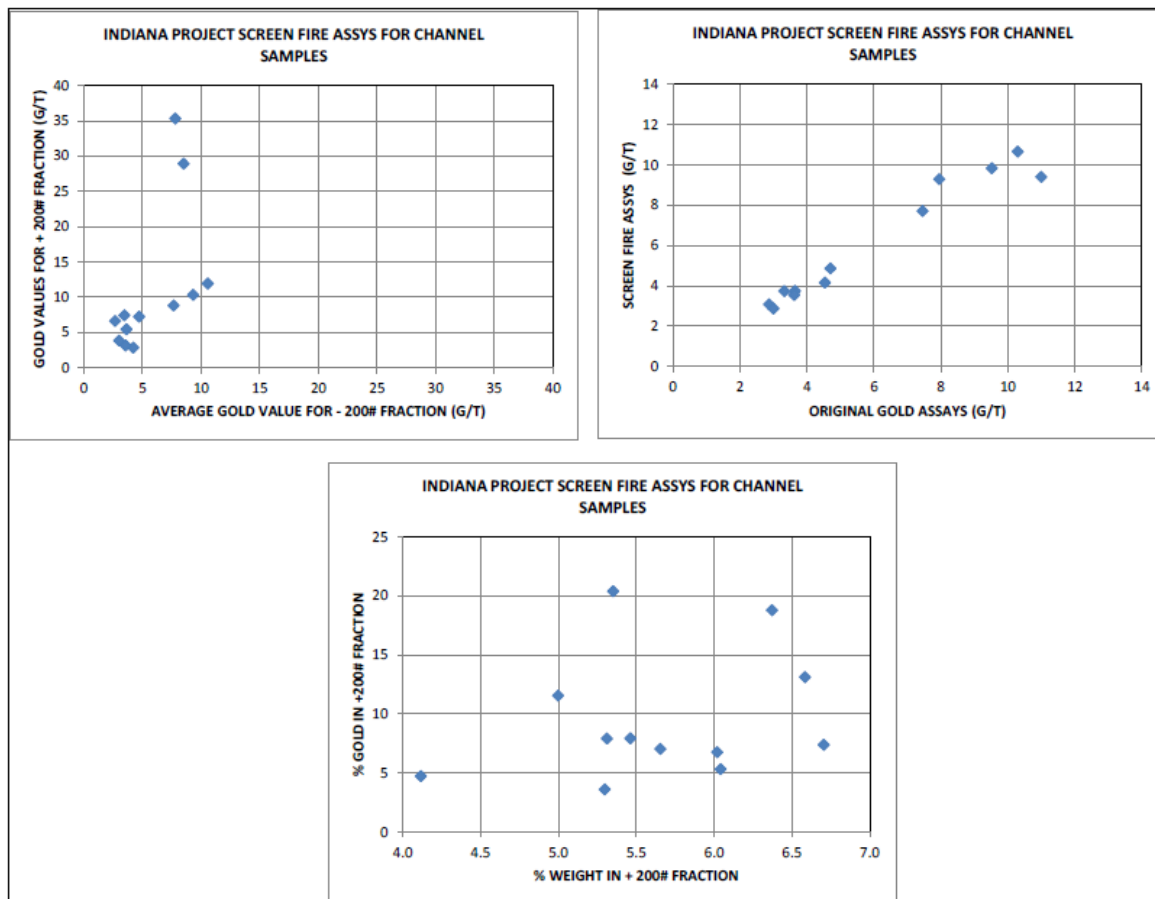 INDIANA PROJECT SCREEN FIRE ASSYS FOR CHANNEL
SAMPLES
GOLD VALUES FOR + 200# FRACTION (G/T)
40
35
30
25
20
15
10
5
0
0 5 10 15 20 25 30 35 40
AVERAGE GOLD VALUE FOR - 200# FRACTION (G/T)
INDIANA PROJECT SCREEN FIRE ASSYS FOR CHANNEL
SAMPLES
SCREEN FIRE ASSYS (G/T)
14
12
10
8
6
4
2
0
0 2 4 6 8 10 12 14
ORIGINAL GOLD ASSAYS (G/T)
INDIANA PROJECT SCREEN FIRE ASSYS FOR CHANNEL
SAMPLES
% GOLD IN +200# FRACTION
25
20
15
10
5
0
4.0 4.5 5.0 5.5 6.0 6.5 7.0
% WEIGHT IN + 200# FRACTION